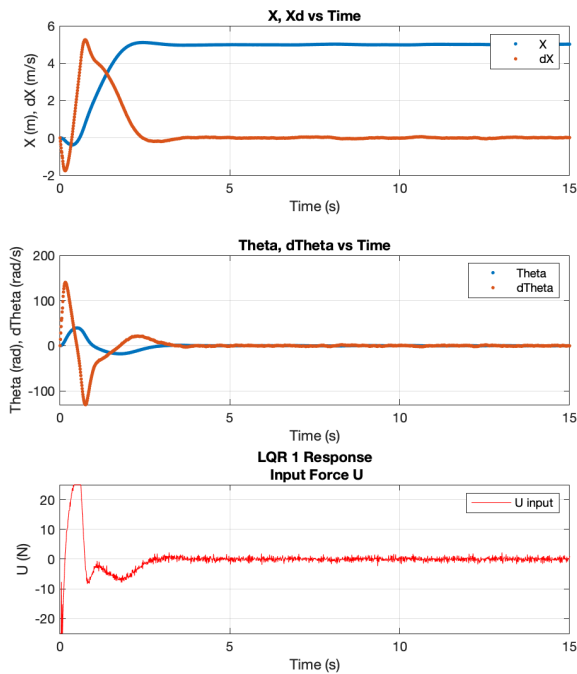 X, Xd vs Time
6
4
2
0
-2
X (m), dX (m/s)
X
dX
0
5
10
15
Time (s)
Theta, dTheta vs Time
200
100
0
-100
Theta (rad), dTheta (rad/s)
Theta
dTheta
0
5
10
15
Time (s)
LQR 1 Response
Input Force U
20
10
0
-10
-20
U (N)
U input
0
5
10
15
Time (s)